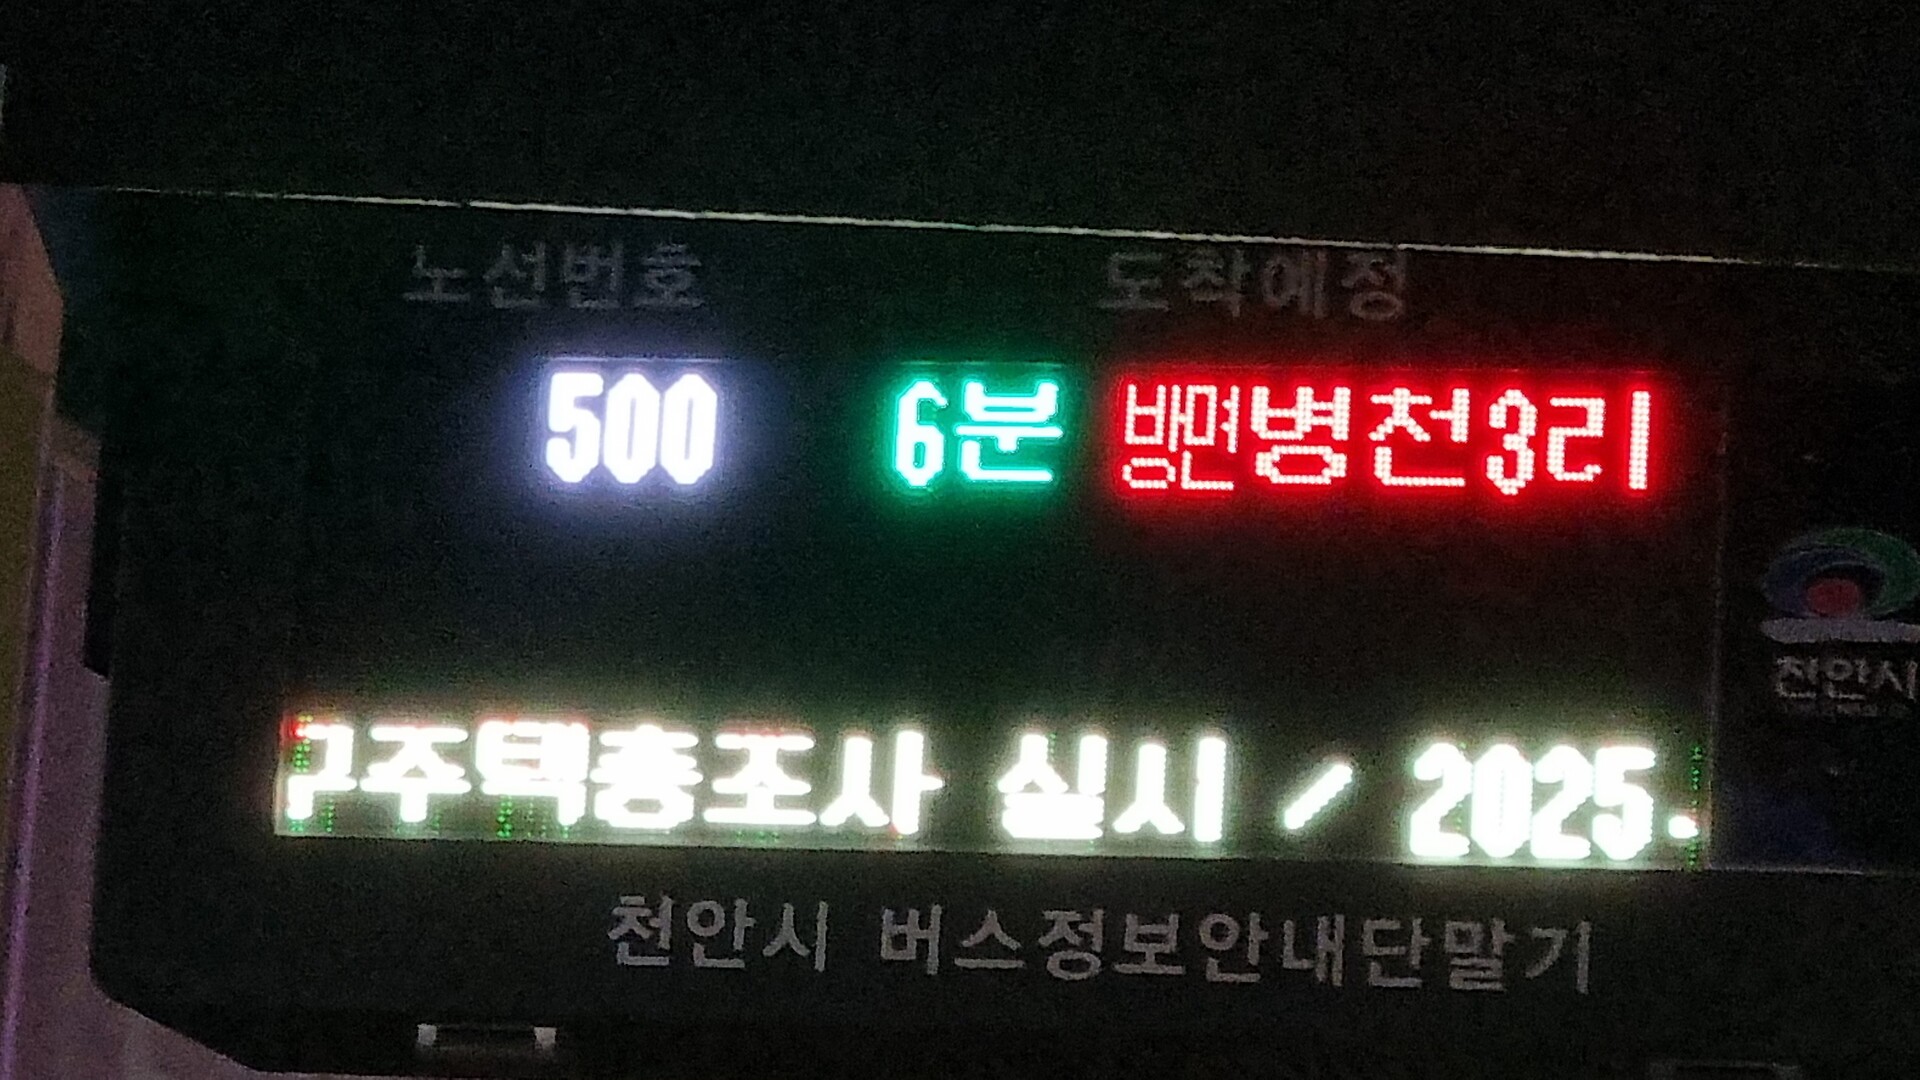 노선번호 도착예정
500 6분 방면병천3리
주택총조사 실시 / 2025.
천안시
천안시 버스정보안내단말기